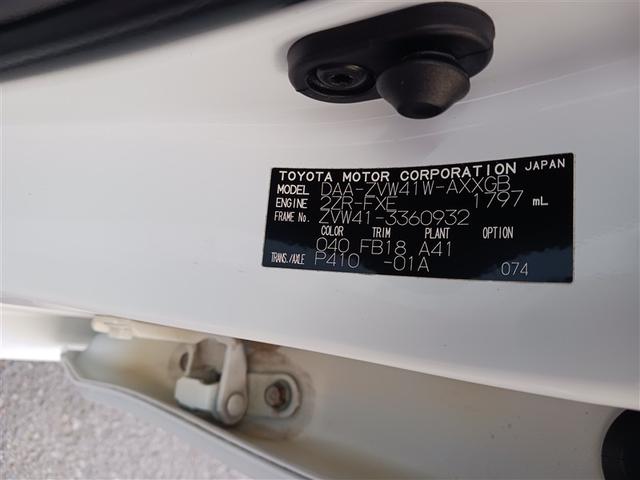 TOYOTA MOTOR CORPORATION JAPAN
MODEL DAA-ZVW41W-AXXGB
ENGINE 2ZR-FXE 1797 mL
FRAME No. ZVW41-3360932
COLOR TRIM PLANT OPTION
040 FB18 A41
TRANS./AXLE P410 -01A 074